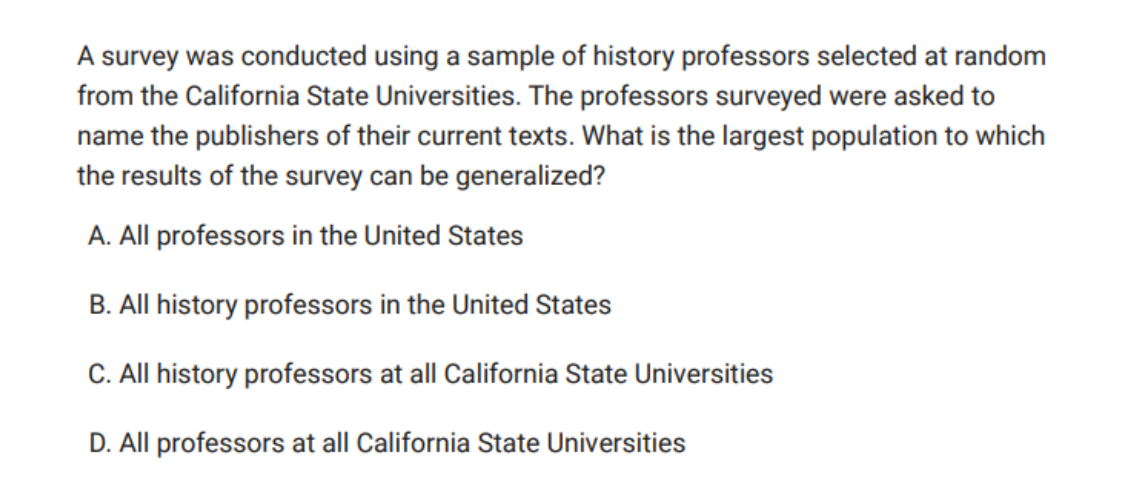 A survey was conducted using a sample of history professors selected at random
from the California State Universities. The professors surveyed were asked to
name the publishers of their current texts. What is the largest population to which
the results of the survey can be generalized?
A. All professors in the United States
B. All history professors in the United States
C. All history professors at all California State Universities
D. All professors at all California State Universities